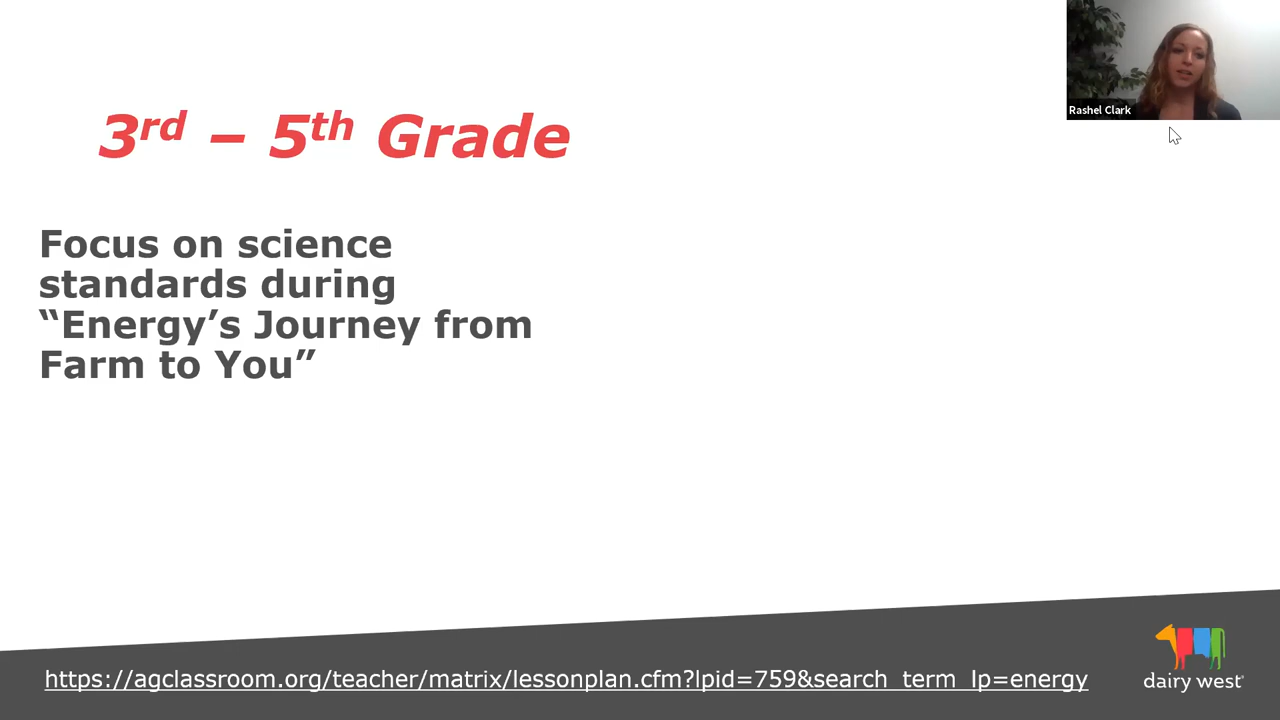 Rashel Clark
3rd – 5th Grade
Focus on science
standards during
“Energy’s Journey from
Farm to You”
https://agclassroom.org/teacher/matrix/lessonplan.cfm?lpid=759&search_term_lp=energy
dairy west